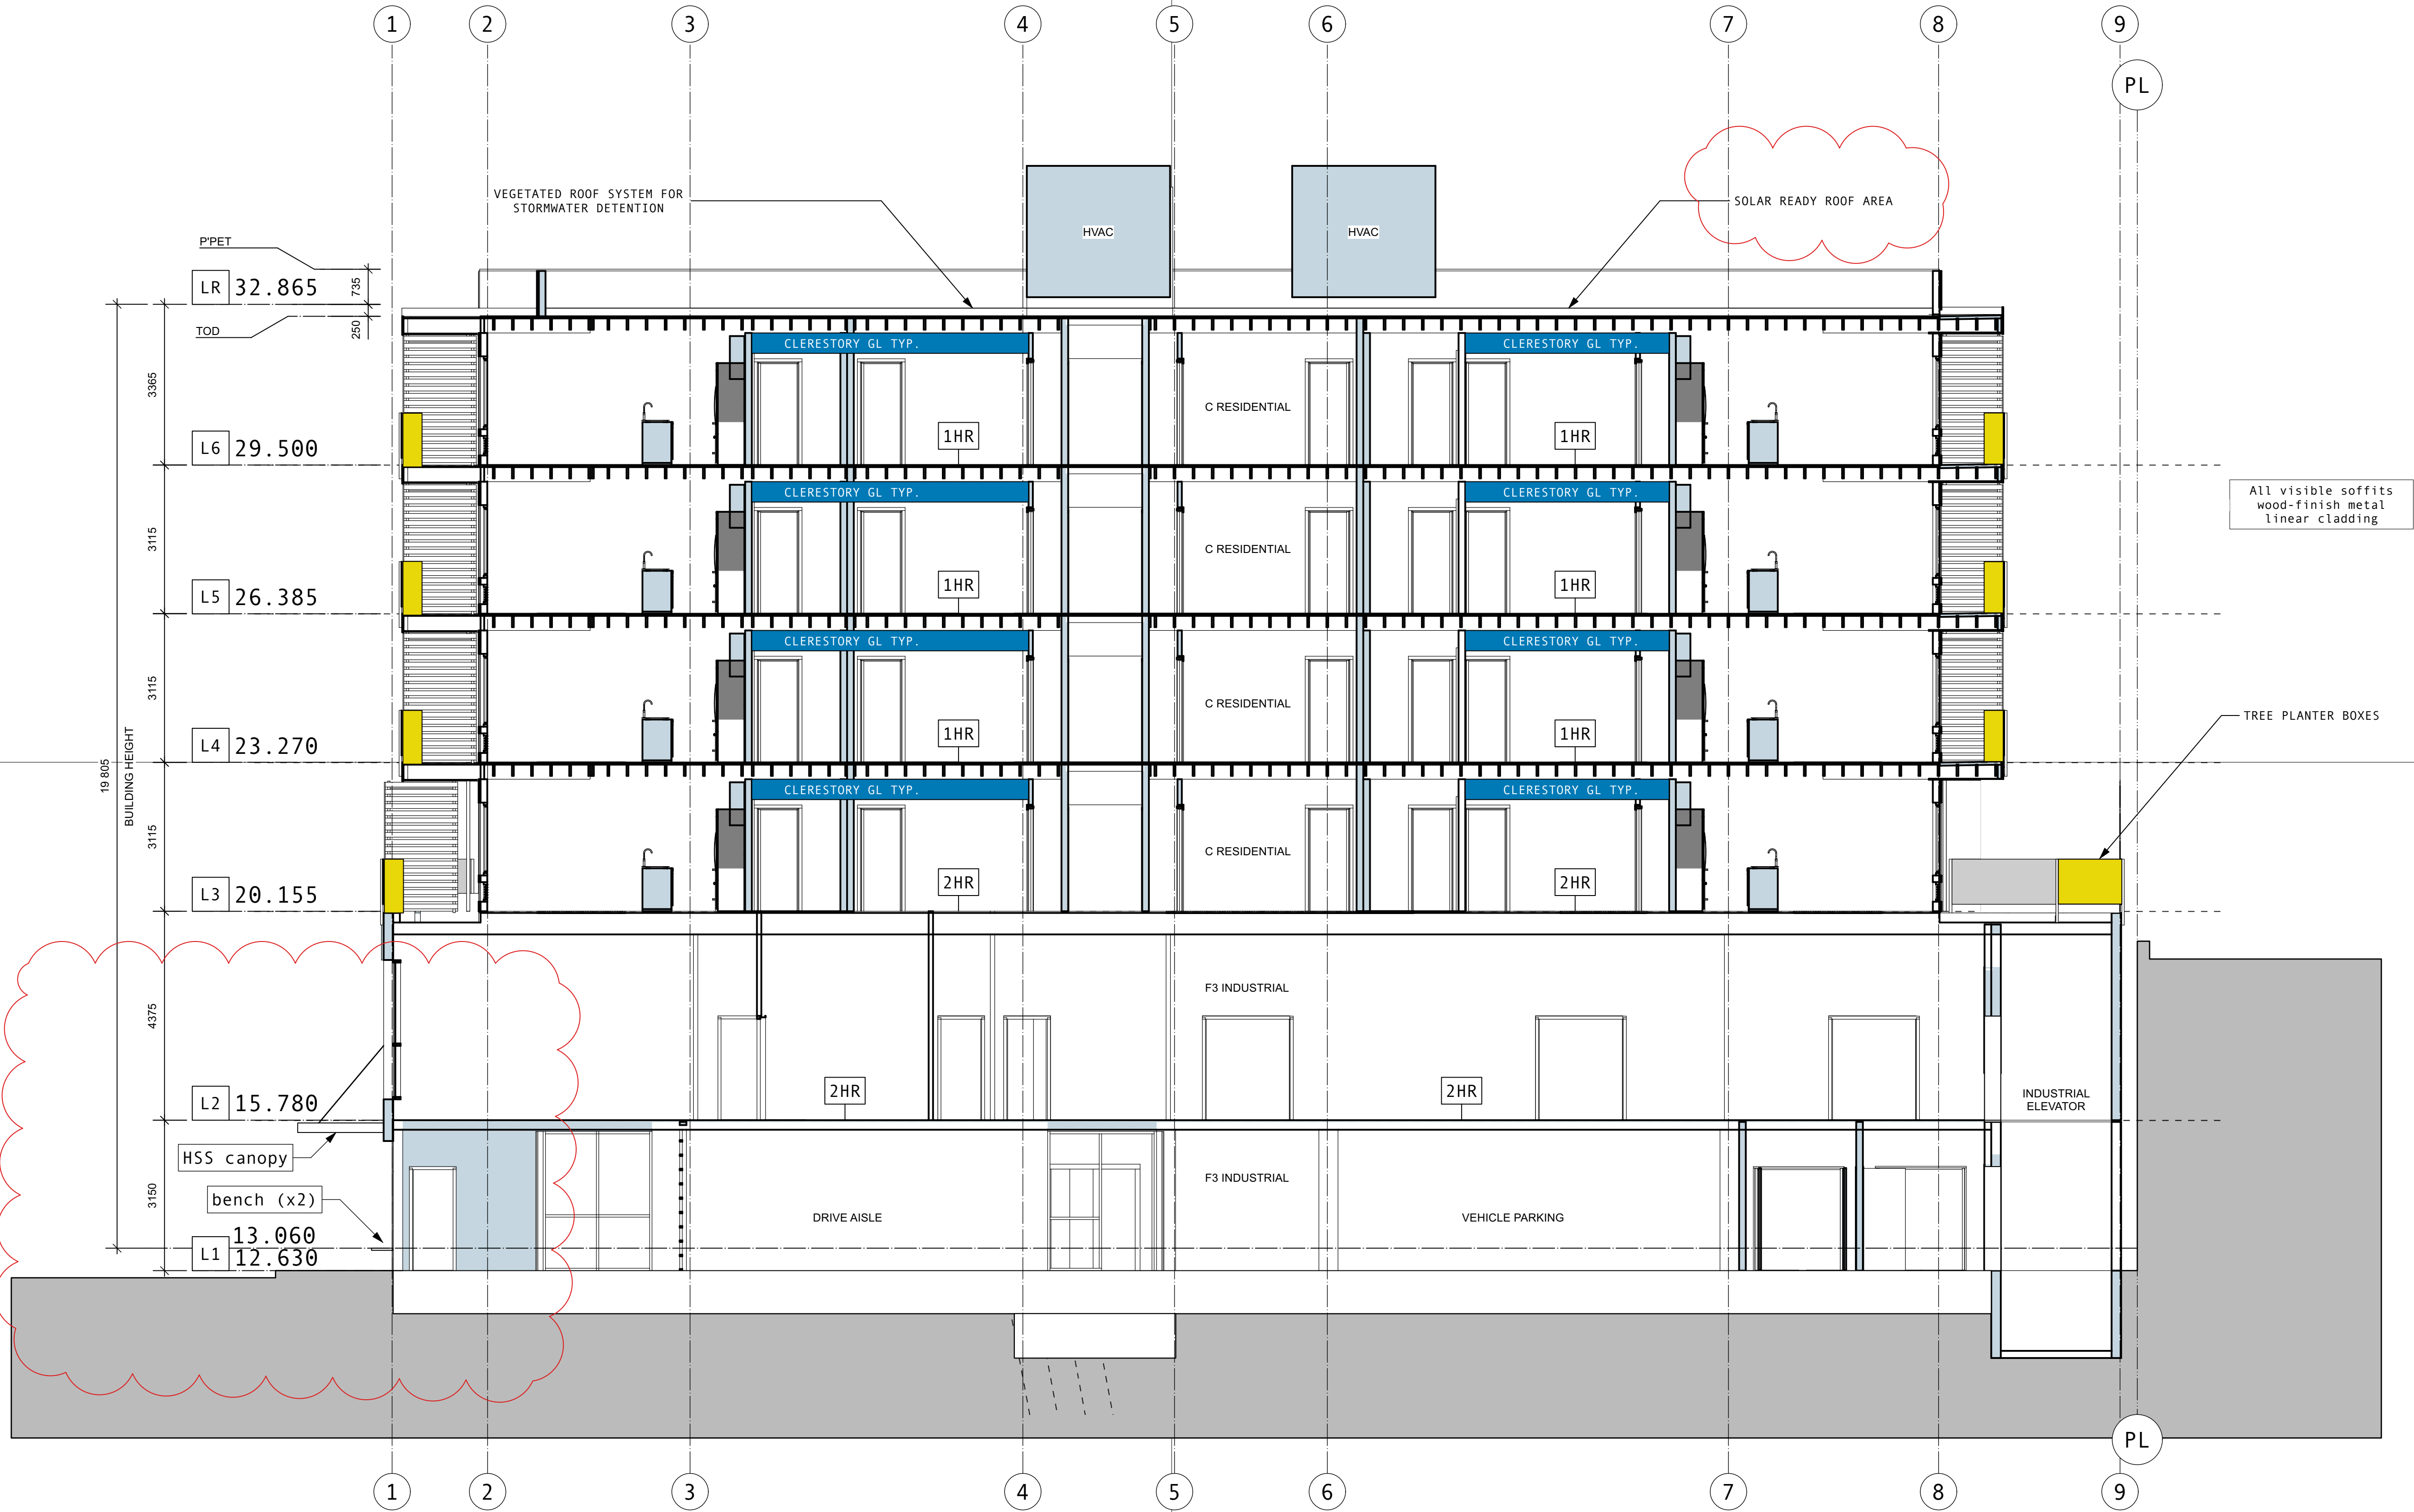 1 2 3 4 5 6 7 8 9
PL
VEGETATED ROOF SYSTEM FOR
STORMWATER DETENTION
SOLAR READY ROOF AREA
HVAC
HVAC
P'PET
LR 32.865
735
TOD
250
CLERESTORY GL TYP.
CLERESTORY GL TYP.
3365
C RESIDENTIAL
L6 29.500
1HR
1HR
CLERESTORY GL TYP.
CLERESTORY GL TYP.
All visible soffits
wood-finish metal
linear cladding
3115
C RESIDENTIAL
L5 26.385
1HR
1HR
CLERESTORY GL TYP.
CLERESTORY GL TYP.
3115
C RESIDENTIAL
L4 23.270
1HR
1HR
TREE PLANTER BOXES
19 805
BUILDING HEIGHT
CLERESTORY GL TYP.
CLERESTORY GL TYP.
3115
C RESIDENTIAL
L3 20.155
2HR
2HR
4375
F3 INDUSTRIAL
L2 15.780
2HR
2HR
INDUSTRIAL
ELEVATOR
HSS canopy
3150
F3 INDUSTRIAL
bench (x2)
DRIVE AISLE
VEHICLE PARKING
13.060
L1 12.630
PL
1 2 3 4 5 6 7 8 9